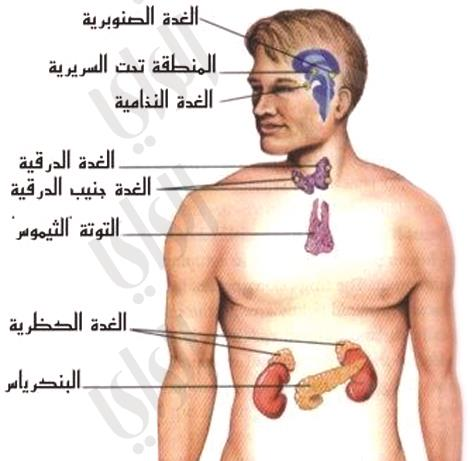 الغدة الصنوبرية
المنطقة تحت السريرية
الغدة النخامية
الغدة الدرقية
الغدة جنيب الدرقية
التوتة "الثيموس"
الغدة الكظرية
البنكرياس